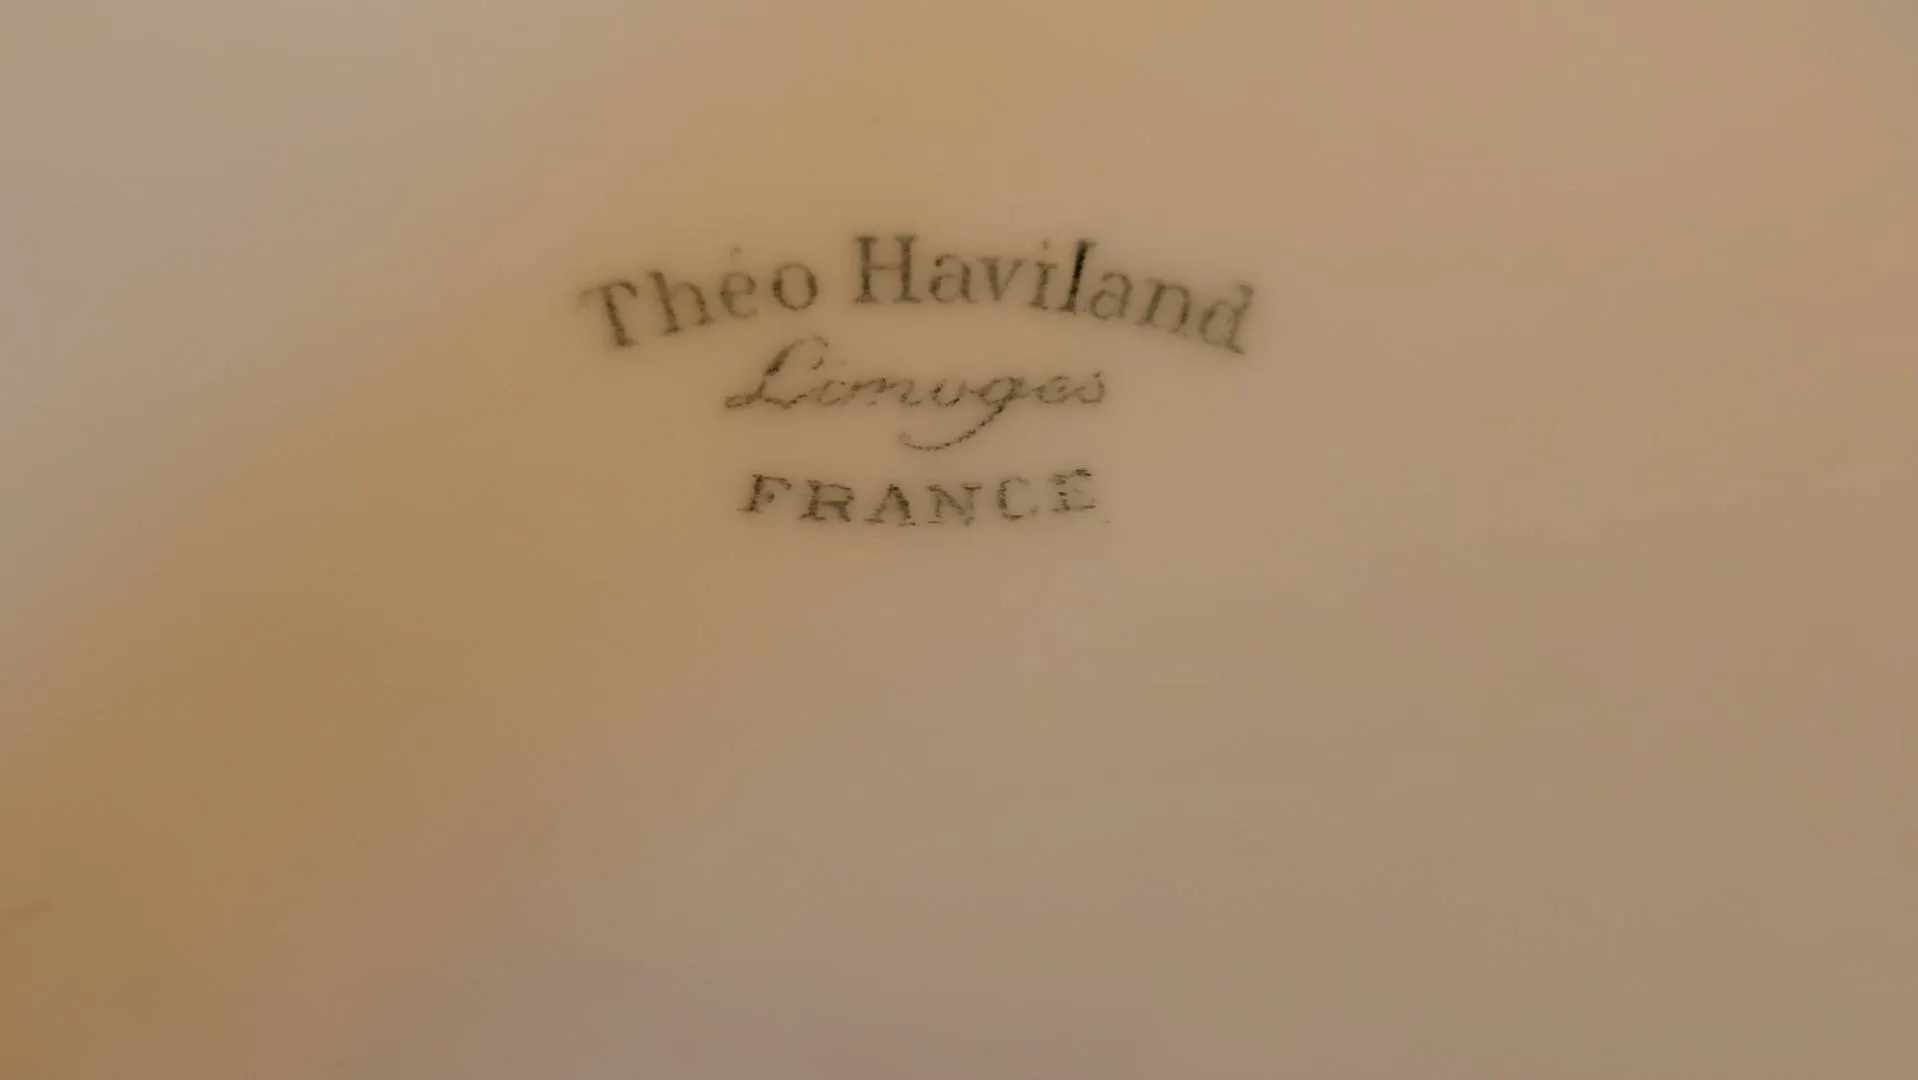 Théo Haviland
Limoges
FRANCE